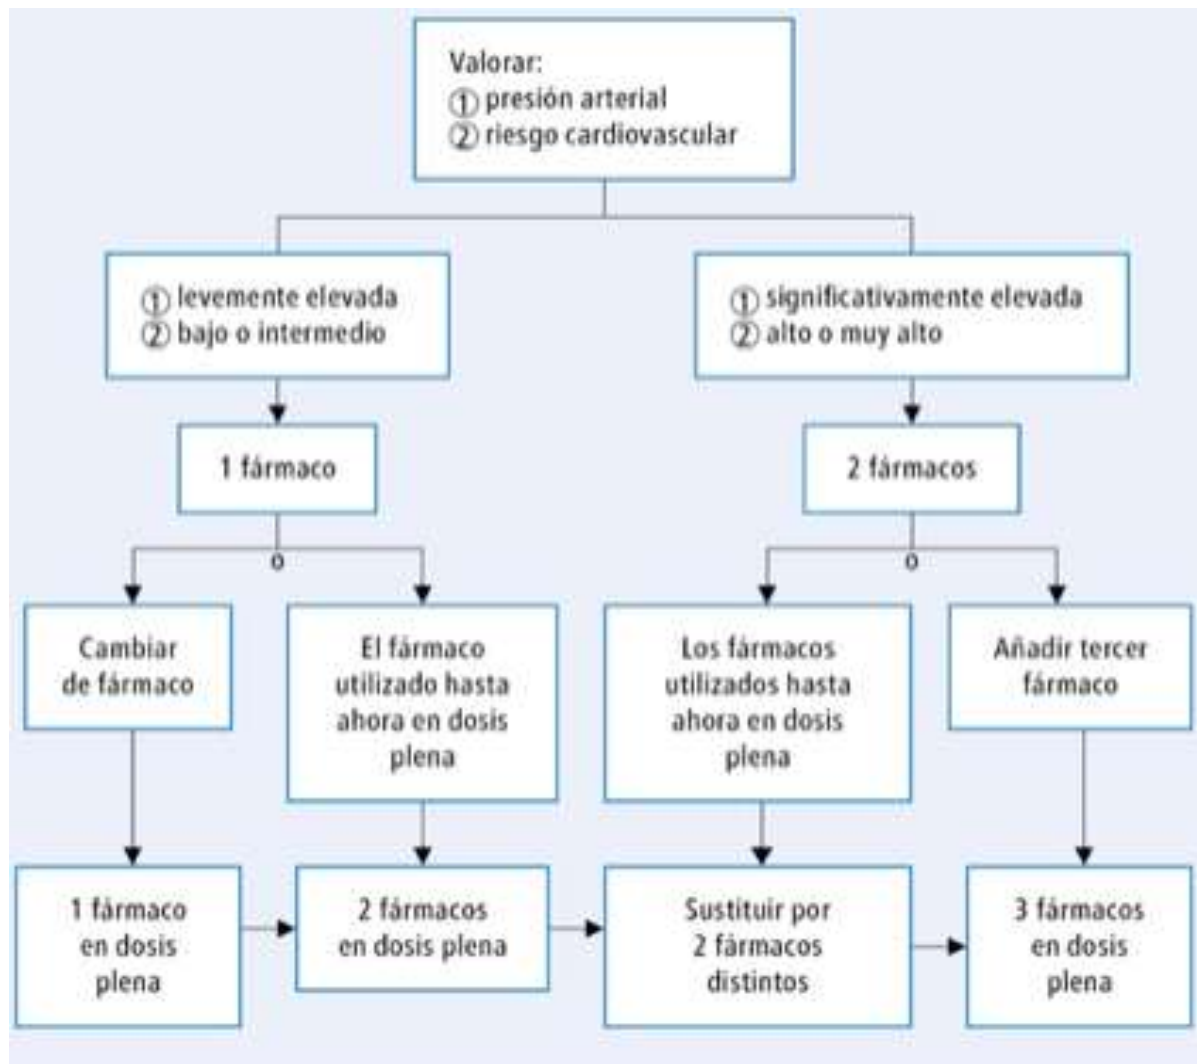 Valorar:
① presión arterial
② riesgo cardiovascular
① levemente elevada
② bajo o intermedio
① significativamente elevada
② alto o muy alto
1 fármaco
2 fármacos
o
o
Cambiar
de fármaco
El fármaco
utilizado hasta
ahora en dosis
plena
Los fármacos
utilizados hasta
ahora en dosis
plena
Añadir tercer
fármaco
1 fármaco
en dosis
plena
2 fármacos
en dosis plena
Sustituir por
2 fármacos
distintos
3 fármacos
en dosis
plena